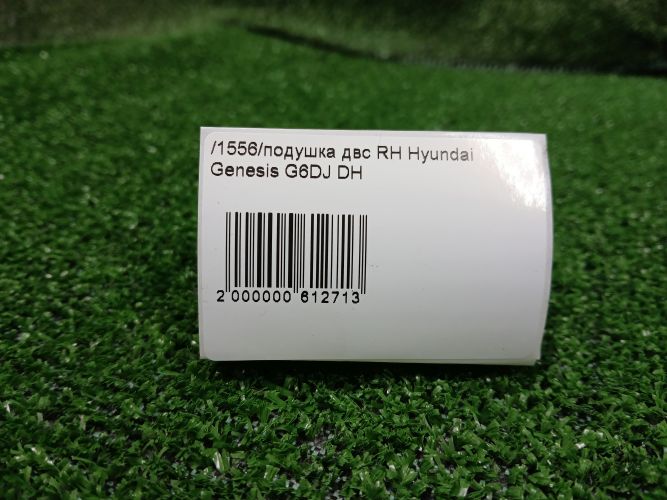 /1556/подушка двс RH Hyundai
Genesis G6DJ DH
2 000000 612713